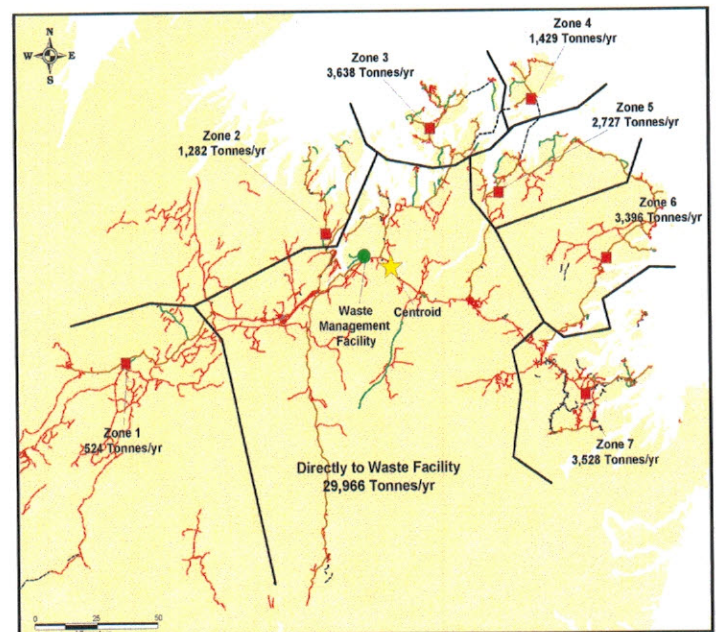 N
W E
S
Zone 4
1,429 Tonnes/yr
Zone 3
3,638 Tonnes/yr
Zone 5
2,727 Tonnes/yr
Zone 2
1,282 Tonnes/yr
Zone 6
3,396 Tonnes/yr
Waste
Management
Facility
Centroid
Zone 1
524 Tonnes/yr
Zone 7
3,528 Tonnes/yr
Directly to Waste Facility
29,966 Tonnes/yr
0 25 50